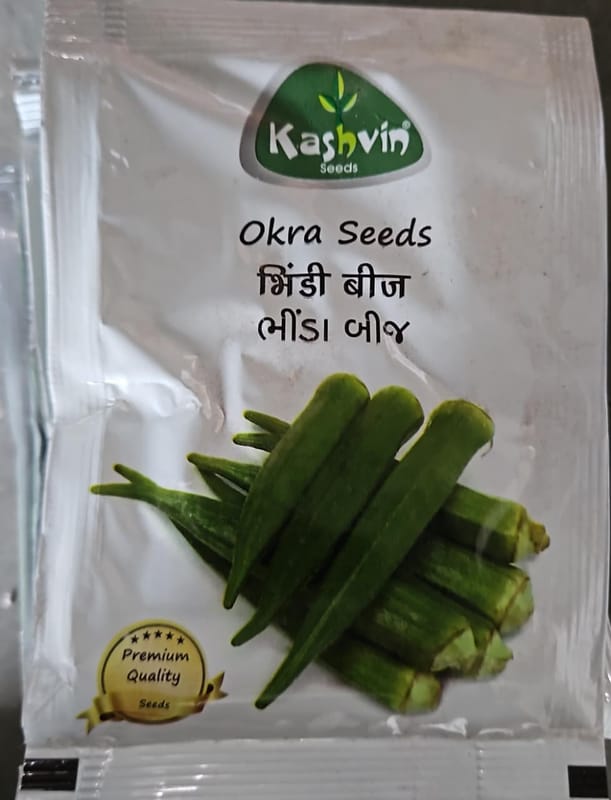 Kashvin®
Seeds
Okra Seeds
भिंडी बीज
ભીંડા બીજ
Premium
Quality
Seeds